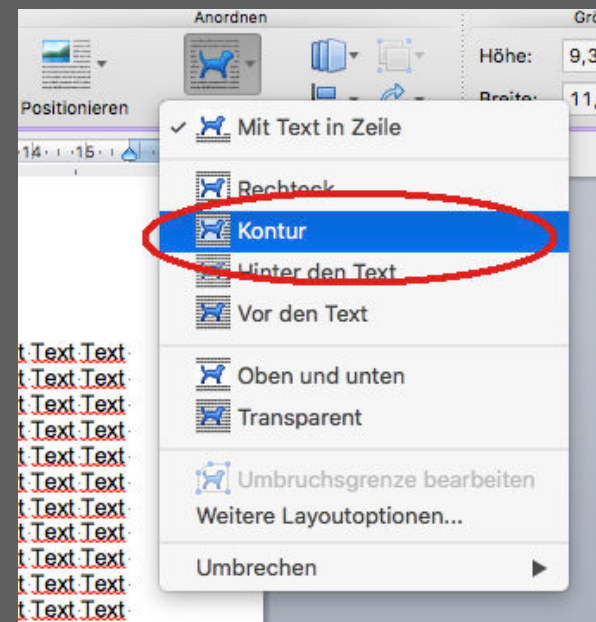 Anordnen
Grö
Positionieren
Höhe:
9,3
Breite:
11,
14
15
Mit Text in Zeile
Rechteck
Kontur
Hinter den Text
Vor den Text
Oben und unten
Transparent
Umbruchsgrenze bearbeiten
Weitere Layoutoptionen...
Umbrechen
t Text Text
t Text Text
t Text Text
t Text Text
t Text Text
t Text Text
t Text Text
t Text Text
t Text Text
t Text Text
t Text Text